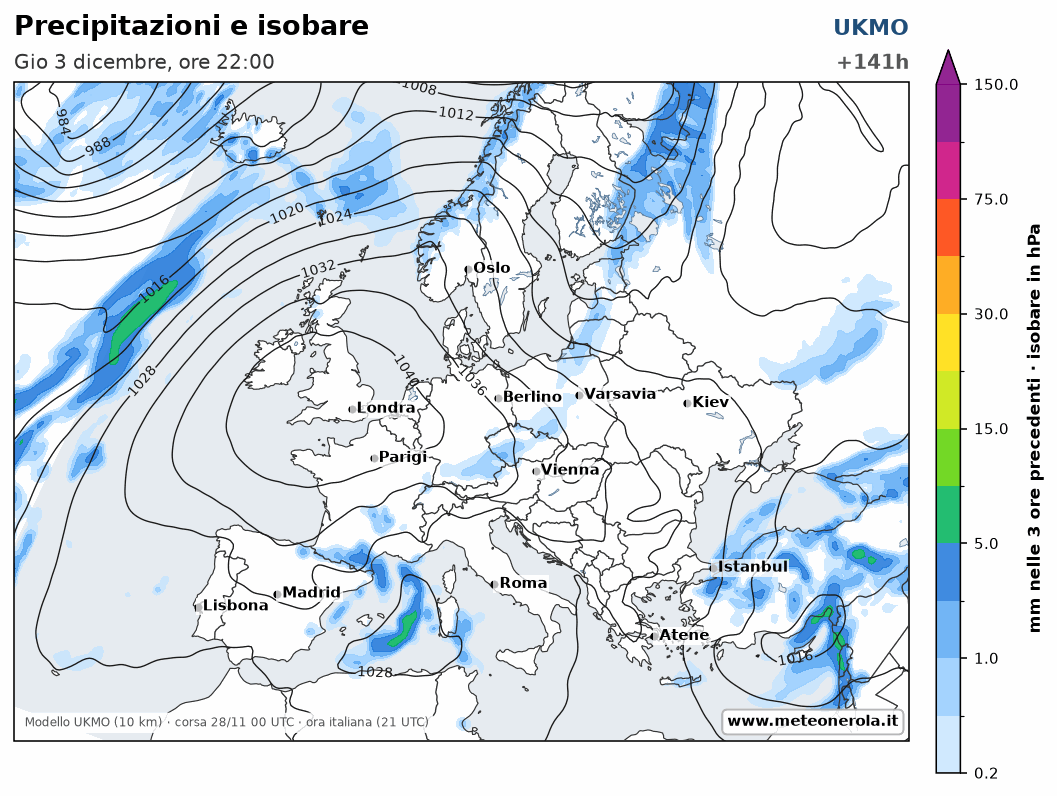 Precipitazioni e isobare
UKMO
Gio 3 dicembre, ore 22:00
+141h
1008
1012
984
988
1020
1024
1016
1032
1028
1040
1036
1016
1028
Oslo
Berlino
Varsavia
Kiev
Londra
Parigi
Vienna
Istanbul
Roma
Madrid
Lisbona
Atene
Modello UKMO (10 km) · corsa 28/11 00 UTC · ora italiana (21 UTC)
www.meteonerola.it
150.0
75.0
30.0
15.0
5.0
1.0
0.2
mm nelle 3 ore precedenti · isobare in hPa